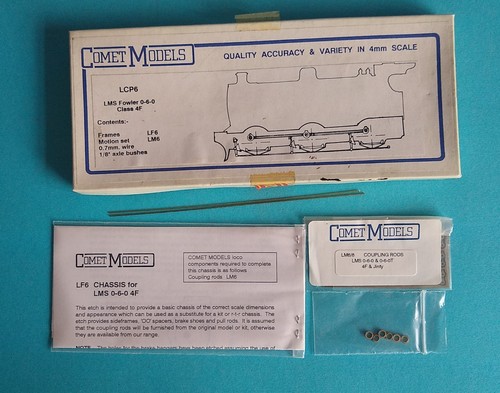 COMET MODELS
QUALITY ACCURACY & VARIETY IN 4mm SCALE
LCP6
LMS Fowler 0-6-0
Class 4F
Contents:-
Frames LF6
Motion set LM6
0.7mm. wire
1/8" axle bushes
COMET MODELS
COMET MODELS loco
components required to complete
this chassis is as follows
Coupling rods LM6
LF6 CHASSIS for
LMS 0-6-0 4F
This etch is intended to provide a basic chassis of the correct scale dimensions
and appearance which can be used as a substitute for a kit or r-t-r chassis. The
etch provides sideframes, 'OO' spacers, brake shoes and pull rods. It is assumed
that the coupling rods will be furnished from the original model or kit, otherwise
they are available from our range.
COMET MODELS
LM6/8 COUPLING RODS
LMS 0-6-0 & 0-6-0T
4F & Jinty